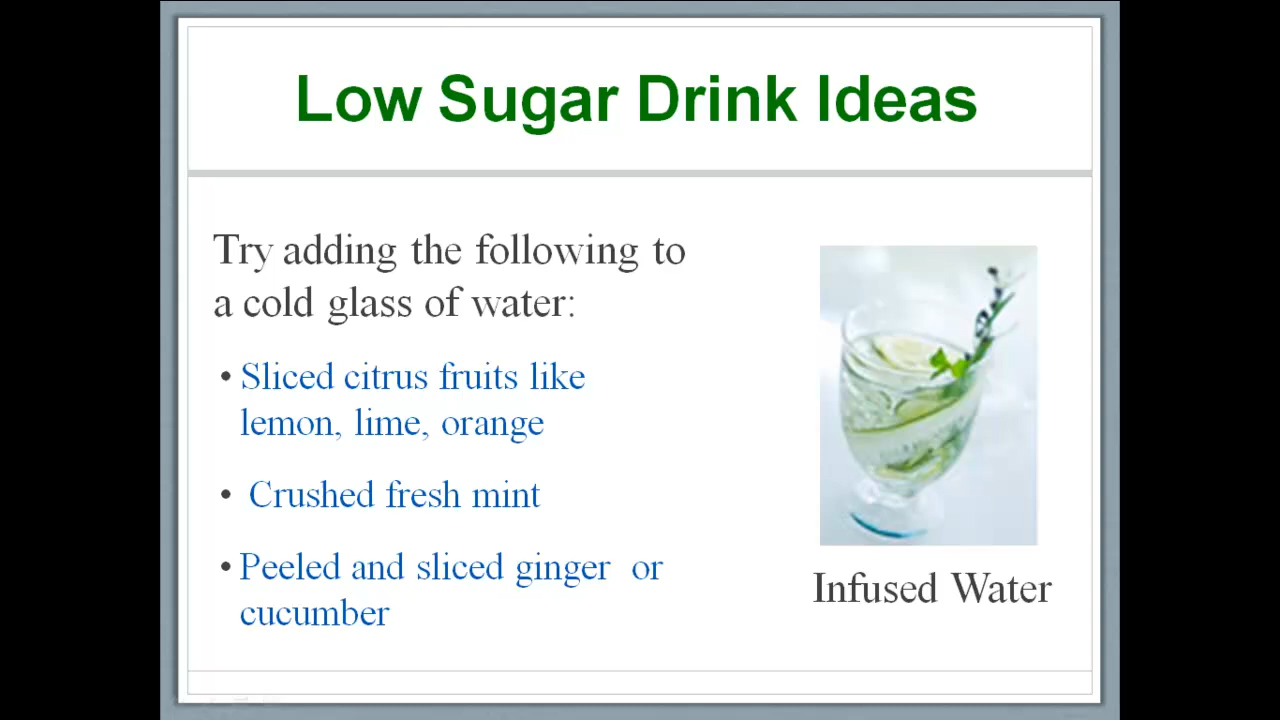 Low Sugar Drink Ideas
Try adding the following to
a cold glass of water:
• Sliced citrus fruits like
lemon, lime, orange
• Crushed fresh mint
• Peeled and sliced ginger or
cucumber
Infused Water